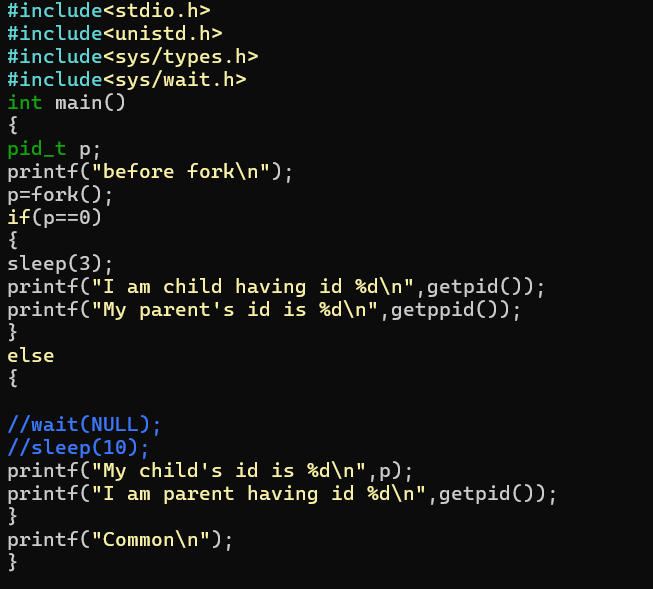 #include<stdio.h>
#include<unistd.h>
#include<sys/types.h>
#include<sys/wait.h>
int main()
{
pid_t p;
printf("before fork\n");
p=fork();
if(p==0)
{
sleep(3);
printf("I am child having id %d\n",getpid());
printf("My parent's id is %d\n",getppid());
}
else
{
//wait(NULL);
//sleep(10);
printf("My child's id is %d\n",p);
printf("I am parent having id %d\n",getpid());
}
printf("Common\n");
}